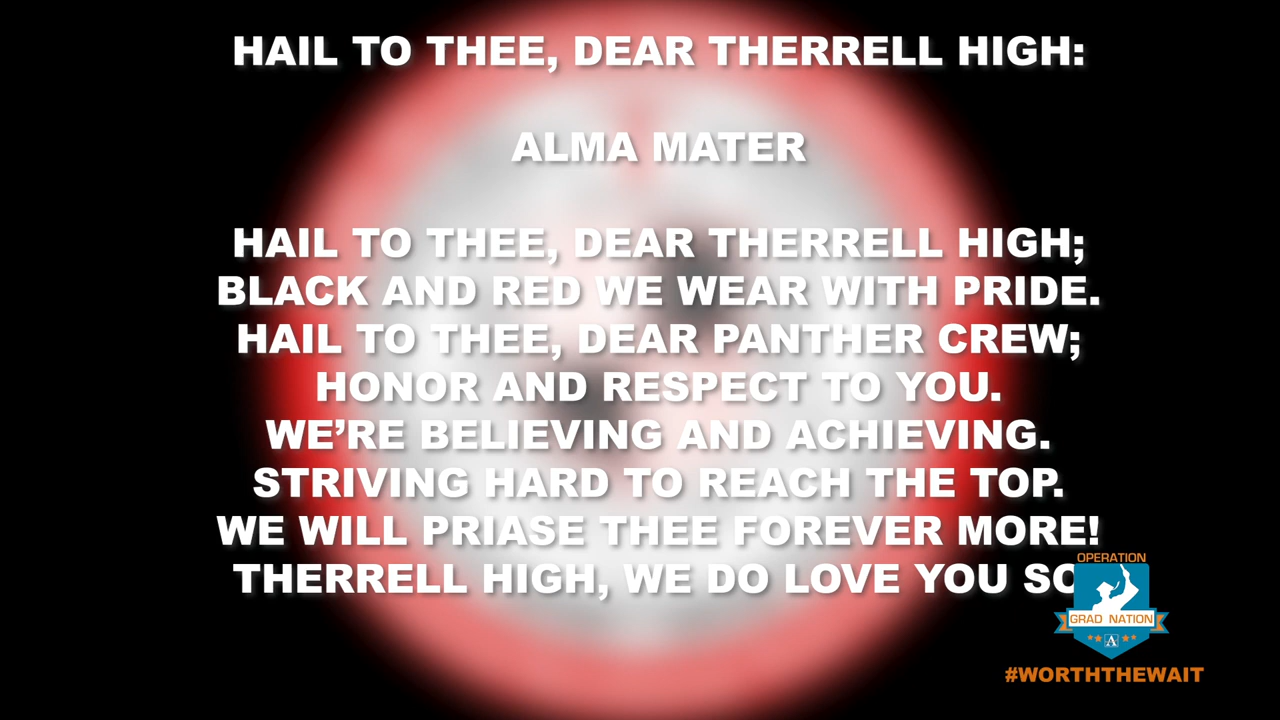 HAIL TO THEE, DEAR THERRELL HIGH:
ALMA MATER
HAIL TO THEE, DEAR THERRELL HIGH;
BLACK AND RED WE WEAR WITH PRIDE.
HAIL TO THEE, DEAR PANTHER CREW;
HONOR AND RESPECT TO YOU.
WE’RE BELIEVING AND ACHIEVING.
STRIVING HARD TO REACH THE TOP.
WE WILL PRIASE THEE FOREVER MORE!
THERRELL HIGH, WE DO LOVE YOU SO
OPERATION
GRAD NATION
A
#WORTHTHEWAIT